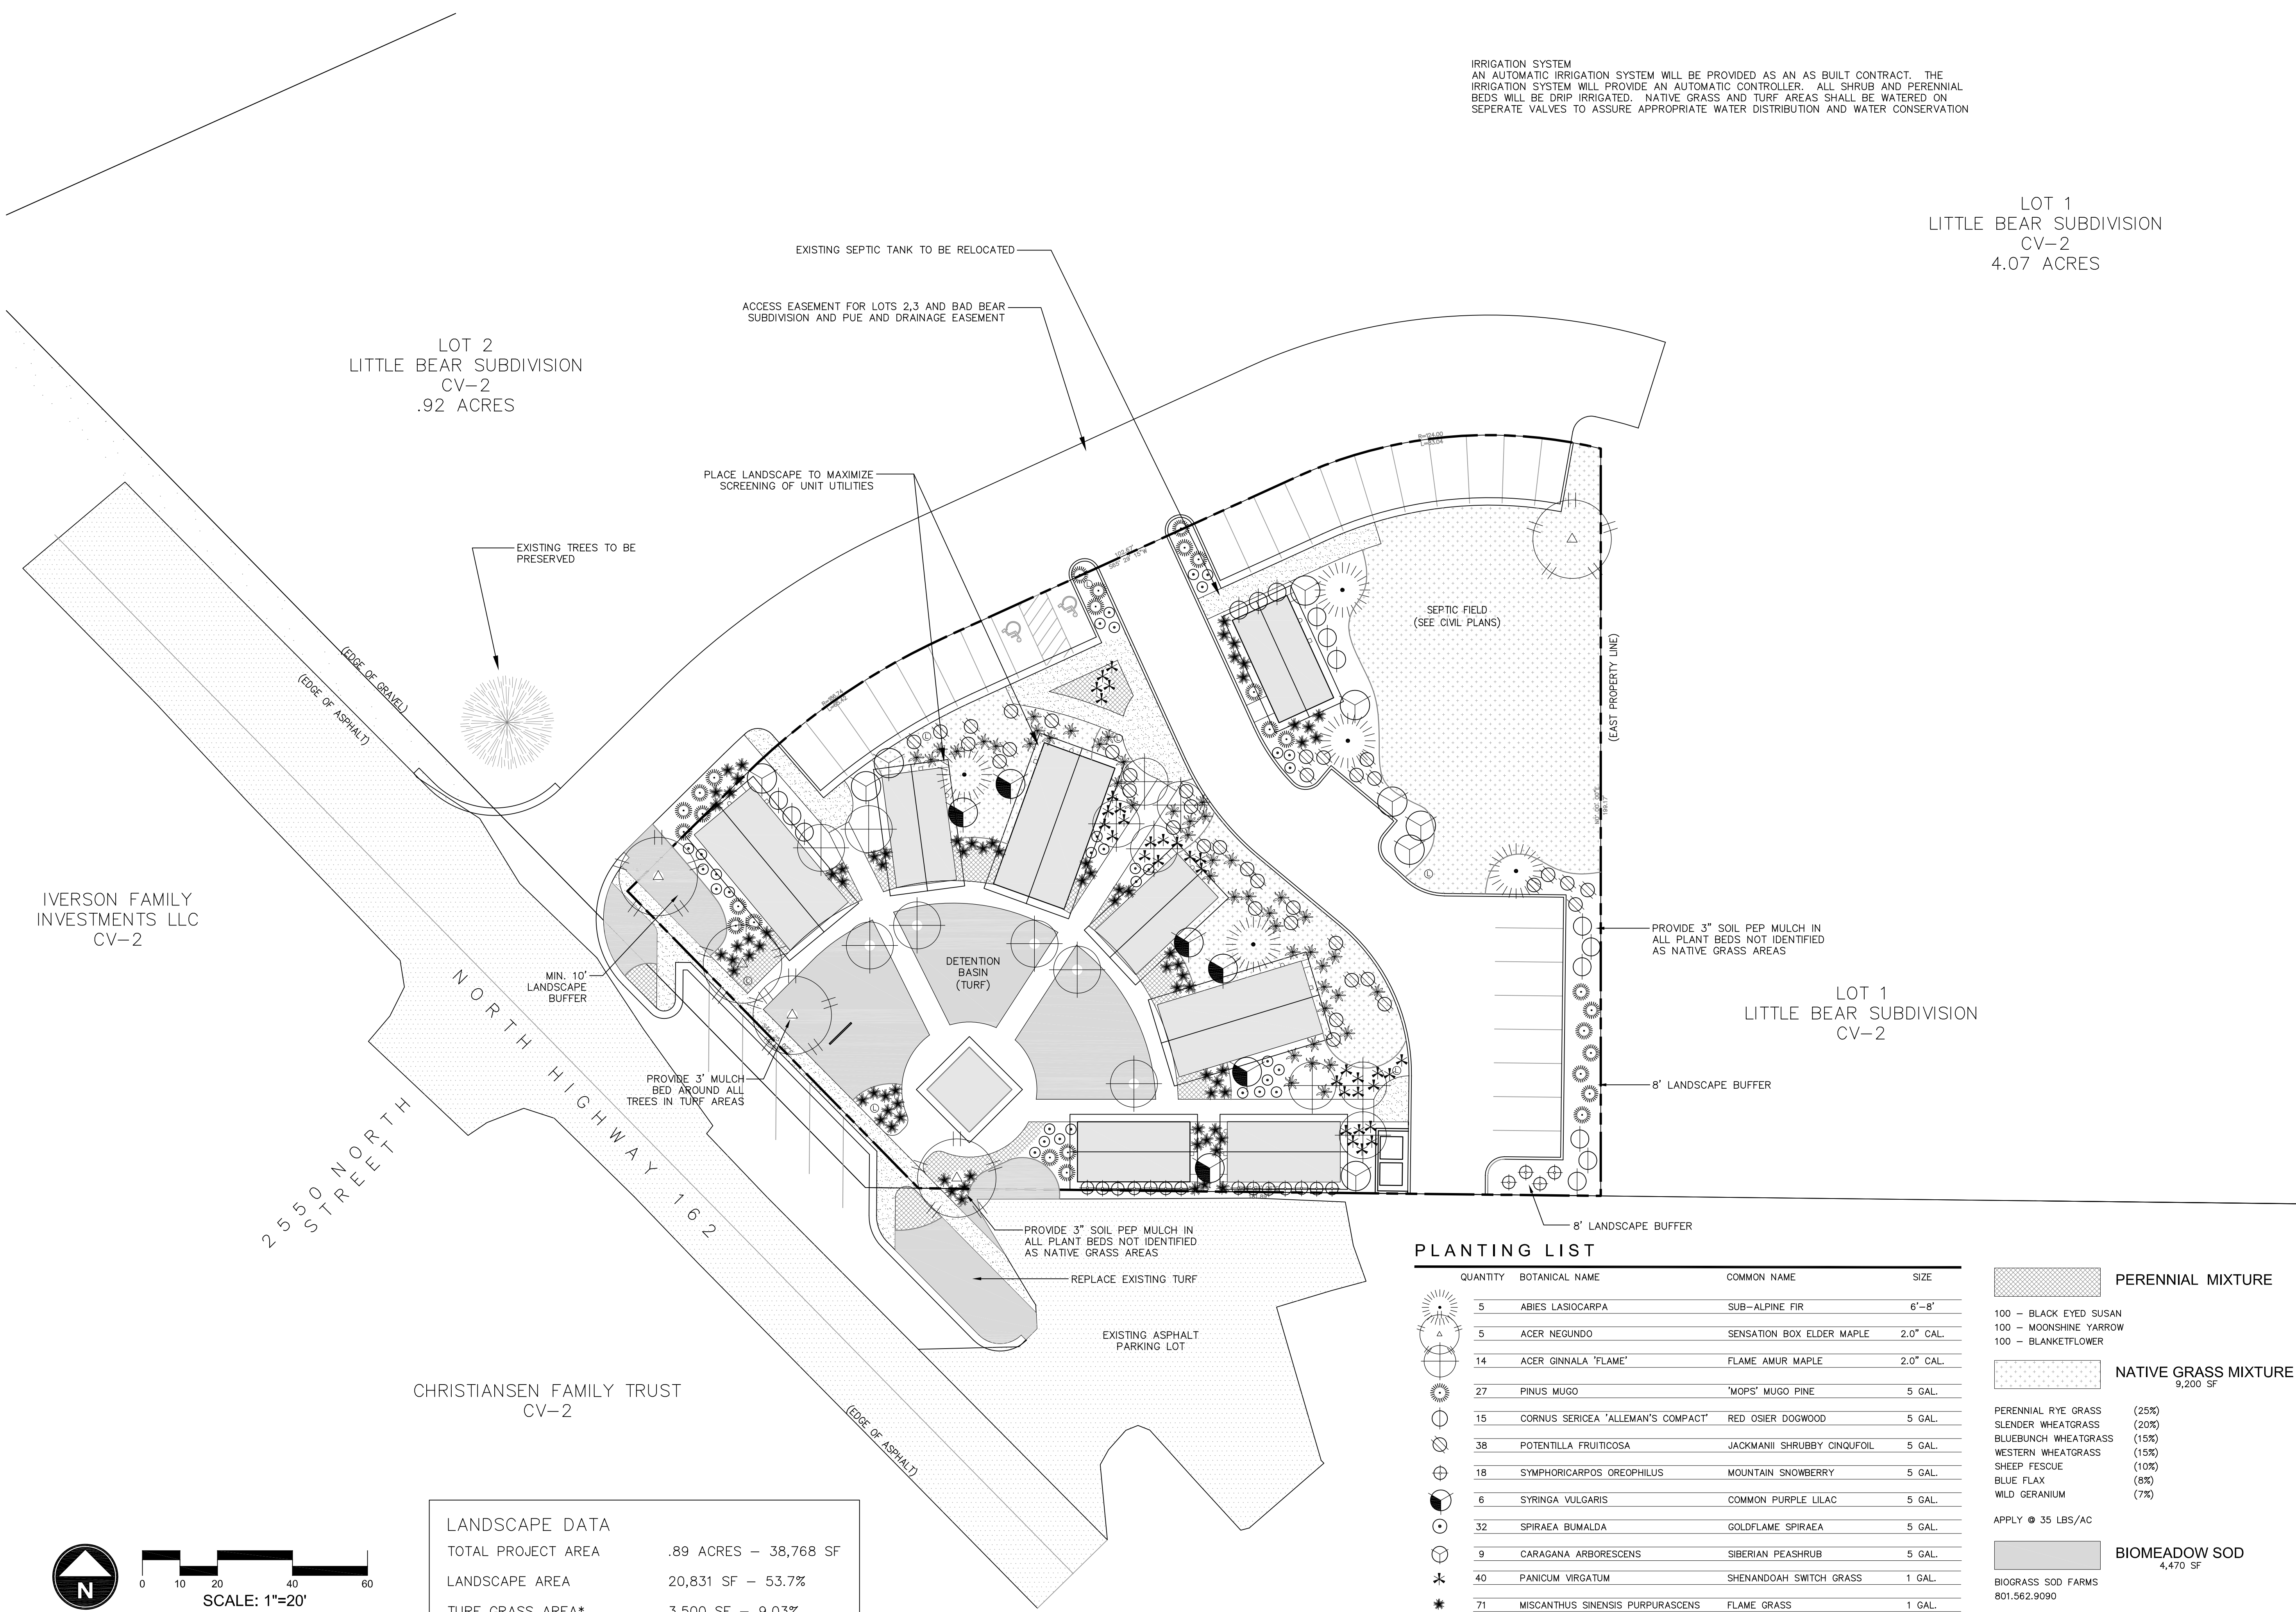 IRRIGATION SYSTEM
AN AUTOMATIC IRRIGATION SYSTEM WILL BE PROVIDED AS AN AS BUILT CONTRACT. THE
IRRIGATION SYSTEM WILL PROVIDE AN AUTOMATIC CONTROLLER. ALL SHRUB AND PERENNIAL
BEDS WILL BE DRIP IRRIGATED. NATIVE GRASS AND TURF AREAS SHALL BE WATERED ON
SEPERATE VALVES TO ASSURE APPROPRIATE WATER DISTRIBUTION AND WATER CONSERVATION
LOT 1
LITTLE BEAR SUBDIVISION
CV-2
4.07 ACRES
EXISTING SEPTIC TANK TO BE RELOCATED
ACCESS EASEMENT FOR LOTS 2,3 AND BAD BEAR
SUBDIVISION AND PUE AND DRAINAGE EASEMENT
LOT 2
LITTLE BEAR SUBDIVISION
CV-2
.92 ACRES
R=124.00
L=93.04
PLACE LANDSCAPE TO MAXIMIZE
SCREENING OF UNIT UTILITIES
EXISTING TREES TO BE
PRESERVED
SEPTIC FIELD
(SEE CIVIL PLANS)
(EAST PROPERTY LINE)
199.17'
(EDGE OF GRAVEL)
(EDGE OF ASPHALT)
IVERSON FAMILY
INVESTMENTS LLC
CV-2
MIN. 10'
LANDSCAPE
BUFFER
DETENTION
BASIN
(TURF)
PROVIDE 3" SOIL PEP MULCH IN
ALL PLANT BEDS NOT IDENTIFIED
AS NATIVE GRASS AREAS
LOT 1
LITTLE BEAR SUBDIVISION
CV-2
NORTH HIGHWAY 162
2550 NORTH
STREET
PROVIDE 3' MULCH
BED AROUND ALL
TREES IN TURF AREAS
8' LANDSCAPE BUFFER
8' LANDSCAPE BUFFER
PROVIDE 3" SOIL PEP MULCH IN
ALL PLANT BEDS NOT IDENTIFIED
AS NATIVE GRASS AREAS
REPLACE EXISTING TURF
EXISTING ASPHALT
PARKING LOT
CHRISTIANSEN FAMILY TRUST
CV-2
(EDGE OF ASPHALT)
PLANTING LIST
QUANTITY BOTANICAL NAME COMMON NAME SIZE
5 ABIES LASIOCARPA SUB-ALPINE FIR 6'-8'
5 ACER NEGUNDO SENSATION BOX ELDER MAPLE 2.0" CAL.
14 ACER GINNALA 'FLAME' FLAME AMUR MAPLE 2.0" CAL.
27 PINUS MUGO 'MOPS' MUGO PINE 5 GAL.
15 CORNUS SERICEA 'ALLEMAN'S COMPACT' RED OSIER DOGWOOD 5 GAL.
38 POTENTILLA FRUITICOSA JACKMANII SHRUBBY CINQUFOIL 5 GAL.
18 SYMPHORICARPOS OREOPHILUS MOUNTAIN SNOWBERRY 5 GAL.
6 SYRINGA VULGARIS COMMON PURPLE LILAC 5 GAL.
32 SPIRAEA BUMALDA GOLDFLAME SPIRAEA 5 GAL.
9 CARAGANA ARBORESCENS SIBERIAN PEASHRUB 5 GAL.
40 PANICUM VIRGATUM SHENANDOAH SWITCH GRASS 1 GAL.
71 MISCANTHUS SINENSIS PURPURASCENS FLAME GRASS 1 GAL.
PERENNIAL MIXTURE
100 - BLACK EYED SUSAN
100 - MOONSHINE YARROW
100 - BLANKETFLOWER
NATIVE GRASS MIXTURE
9,200 SF
PERENNIAL RYE GRASS (25%)
SLENDER WHEATGRASS (20%)
BLUEBUNCH WHEATGRASS (15%)
WESTERN WHEATGRASS (15%)
SHEEP FESCUE (10%)
BLUE FLAX (8%)
WILD GERANIUM (7%)
APPLY @ 35 LBS/AC
BIOMEADOW SOD
4,470 SF
BIOGRASS SOD FARMS
801.562.9090
LANDSCAPE DATA
TOTAL PROJECT AREA .89 ACRES - 38,768 SF
LANDSCAPE AREA 20,831 SF - 53.7%
TURF GRASS AREA* 3,500 SF - 9.03%
N
0 10 20 40 60
SCALE: 1"=20'